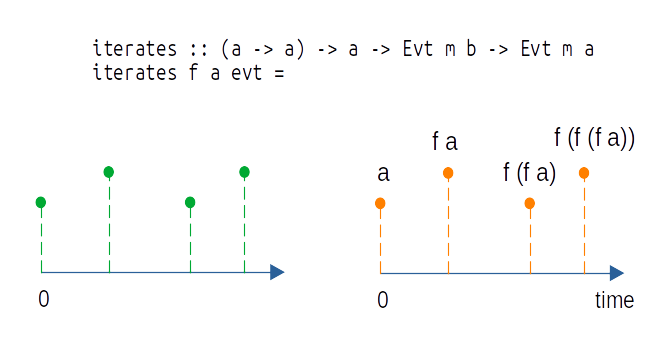 iterates :: (a -> a) -> a -> Evt m b -> Evt m a
iterates f a evt =
f (f (f a))
f a
a
f (f a)
0
0
time